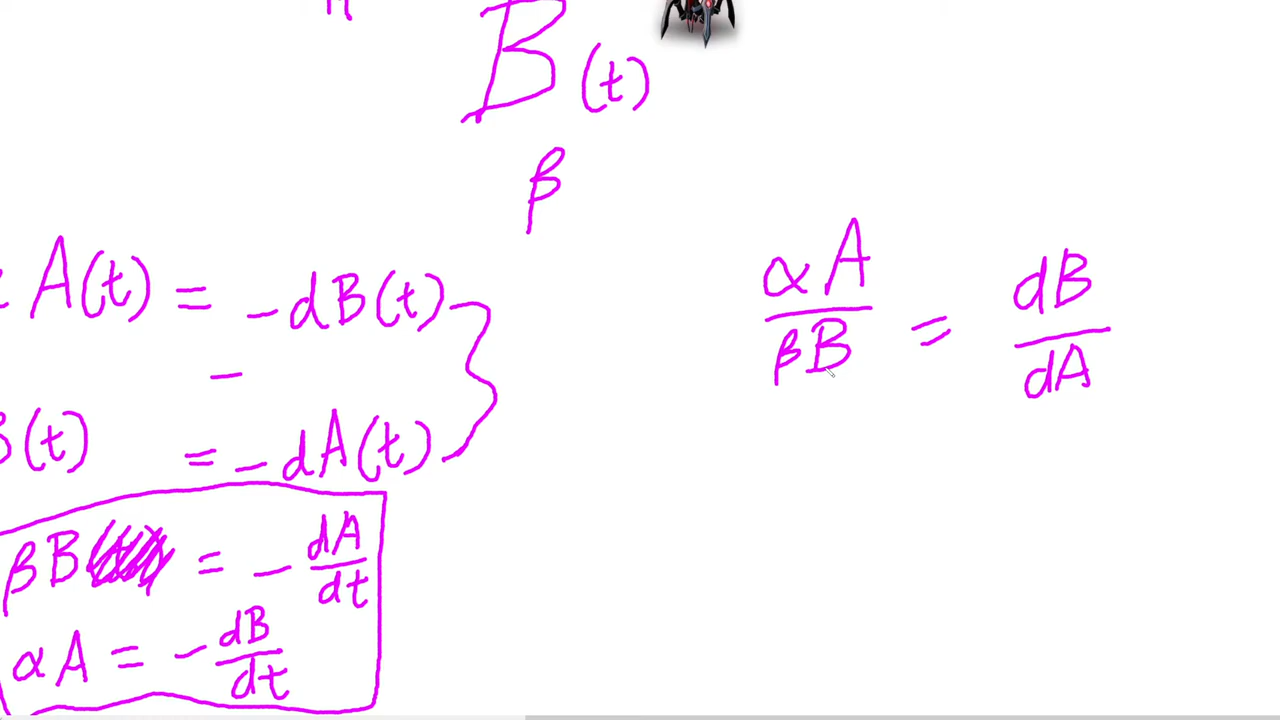 B(t)
β
A(t) = -dB(t)
-
(t) = -dA(t)
αA/βB = dB/dA
βB = - dA/dt
αA = - dB/dt